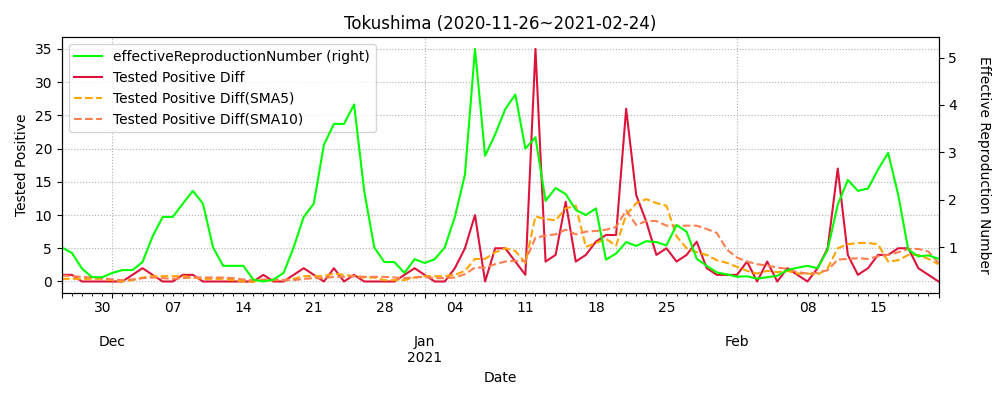 Tokushima (2020-11-26~2021-02-24)
effectiveReproductionNumber (right)
Tested Positive Diff
Tested Positive Diff(SMA5)
Tested Positive Diff(SMA10)
Tested Positive
35
30
25
20
15
10
5
0
5
4
3
2
1
Effective Reproduction Number
30 07 14 21 28 04 11 18 25 08 15
Dec Jan Feb
2021
Date